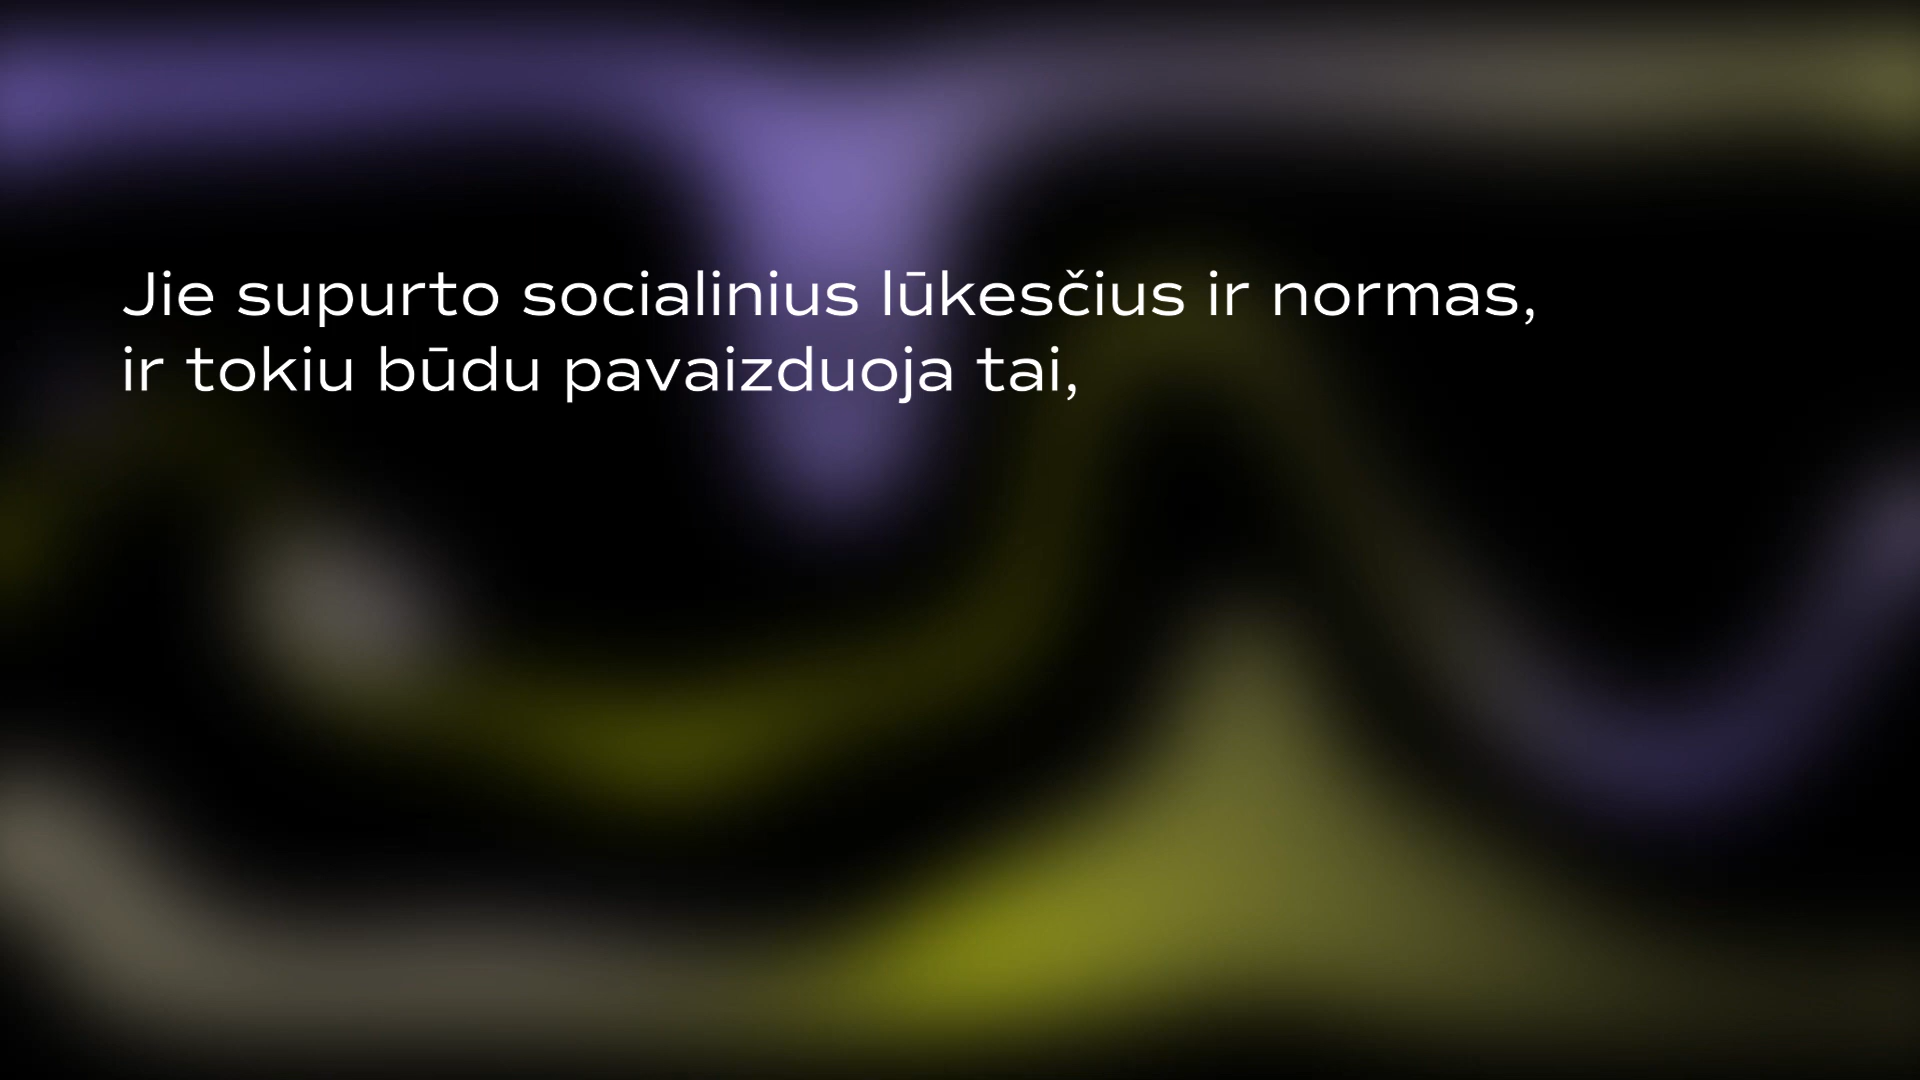 Jie supurto socialinius lūkesčius ir normas,
ir tokiu būdu pavaizduoja tai,